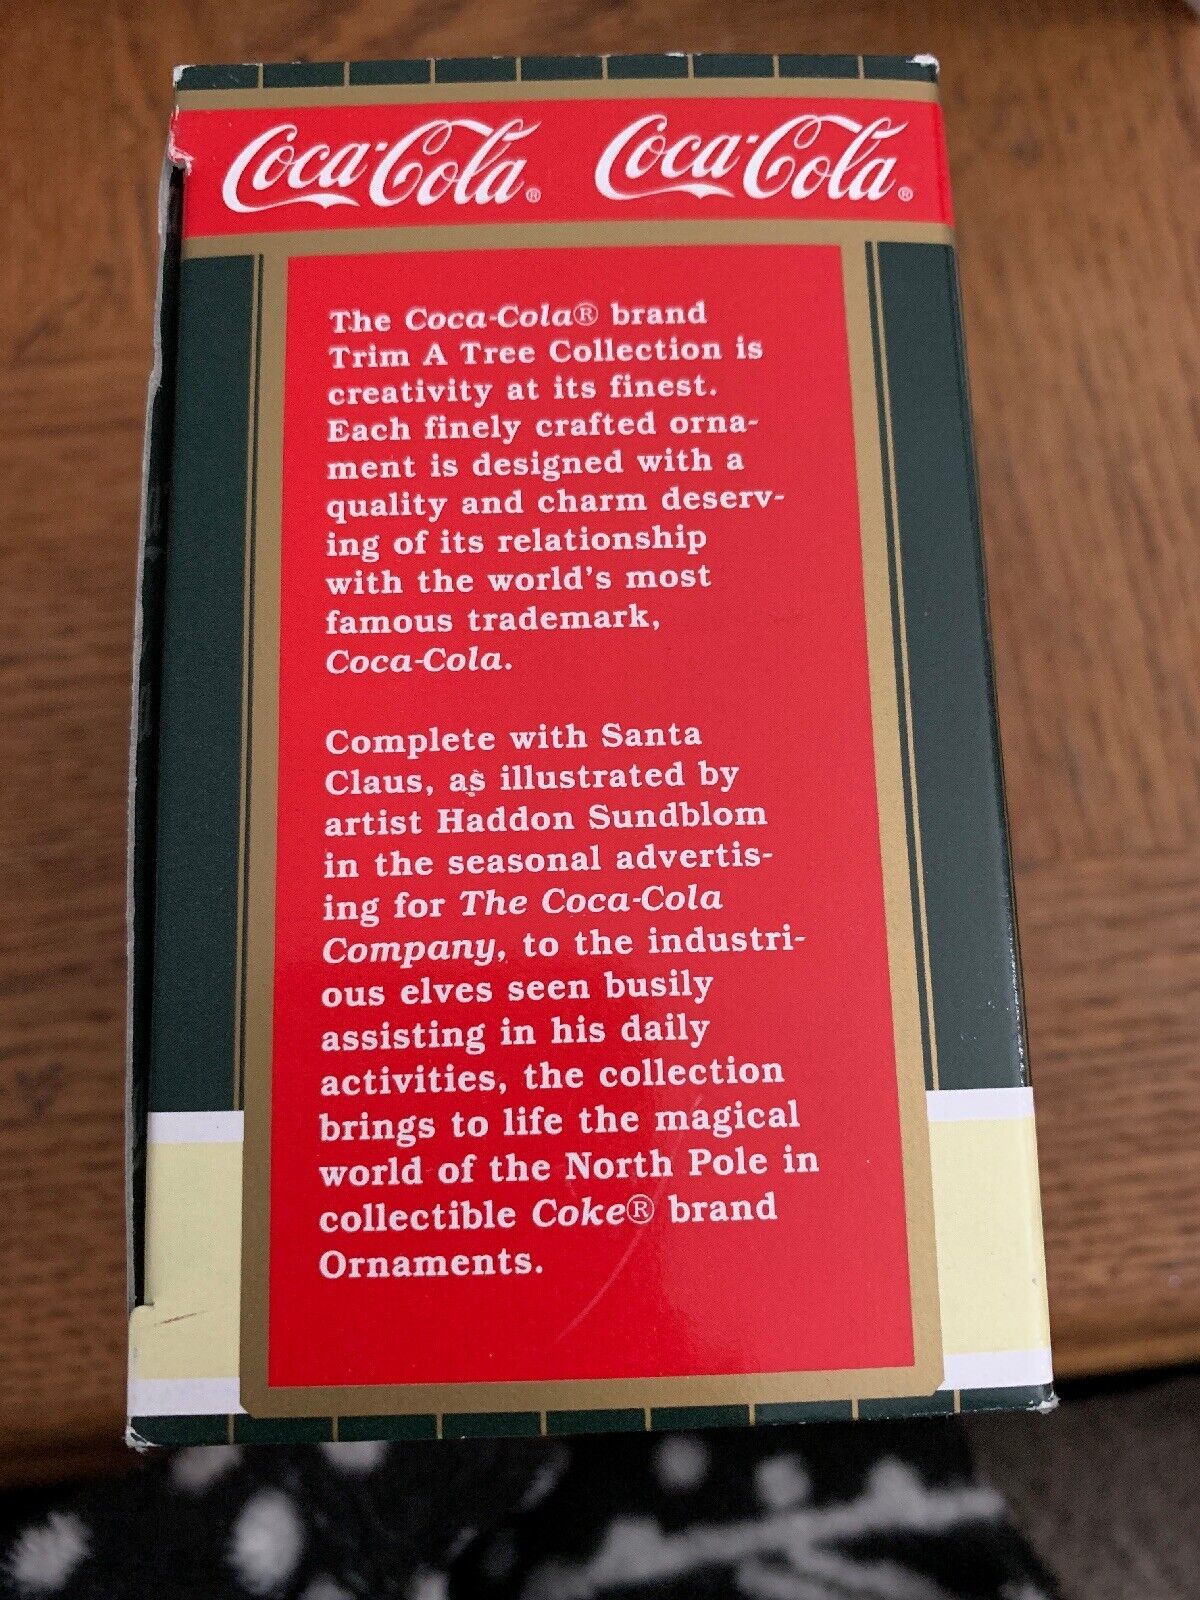 Coca-Cola® Coca-Cola®
The Coca-Cola® brand
Trim A Tree Collection is
creativity at its finest.
Each finely crafted orna-
ment is designed with a
quality and charm deserv-
ing of its relationship
with the world's most
famous trademark,
Coca-Cola.
Complete with Santa
Claus, as illustrated by
artist Haddon Sundblom
in the seasonal advertis-
ing for The Coca-Cola
Company, to the industri-
ous elves seen busily
assisting in his daily
activities, the collection
brings to life the magical
world of the North Pole in
collectible Coke® brand
Ornaments.